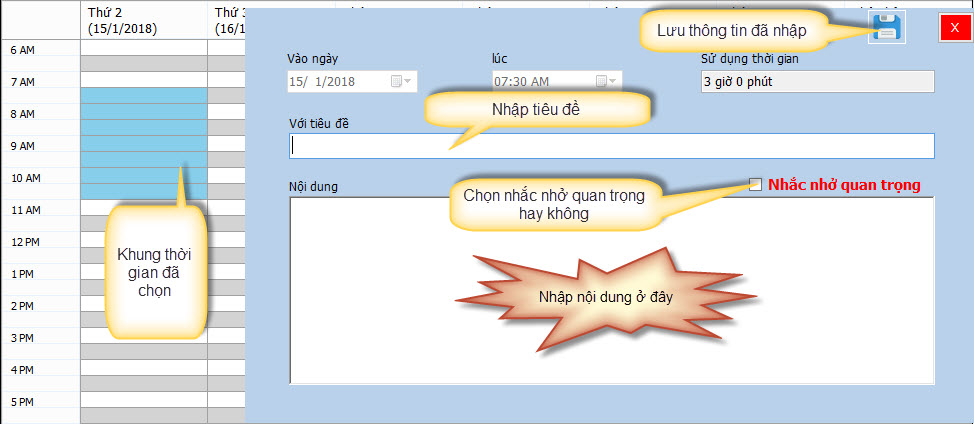 Thứ 2
(15/1/2018)
Thứ 3
(16/1
6 AM
7 AM
8 AM
9 AM
10 AM
11 AM
12 PM
1 PM
2 PM
3 PM
4 PM
5 PM
Khung thời
gian đã
chọn
Lưu thông tin đã nhập
X
Vào ngày
lúc
Sử dụng thời gian
15/ 1/2018
07:30 AM
3 giờ 0 phút
Nhập tiêu đề
Với tiêu đề
Nội dung
Chọn nhắc nhở quan trọng
hay không
Nhắc nhở quan trọng
Nhập nội dung ở đây